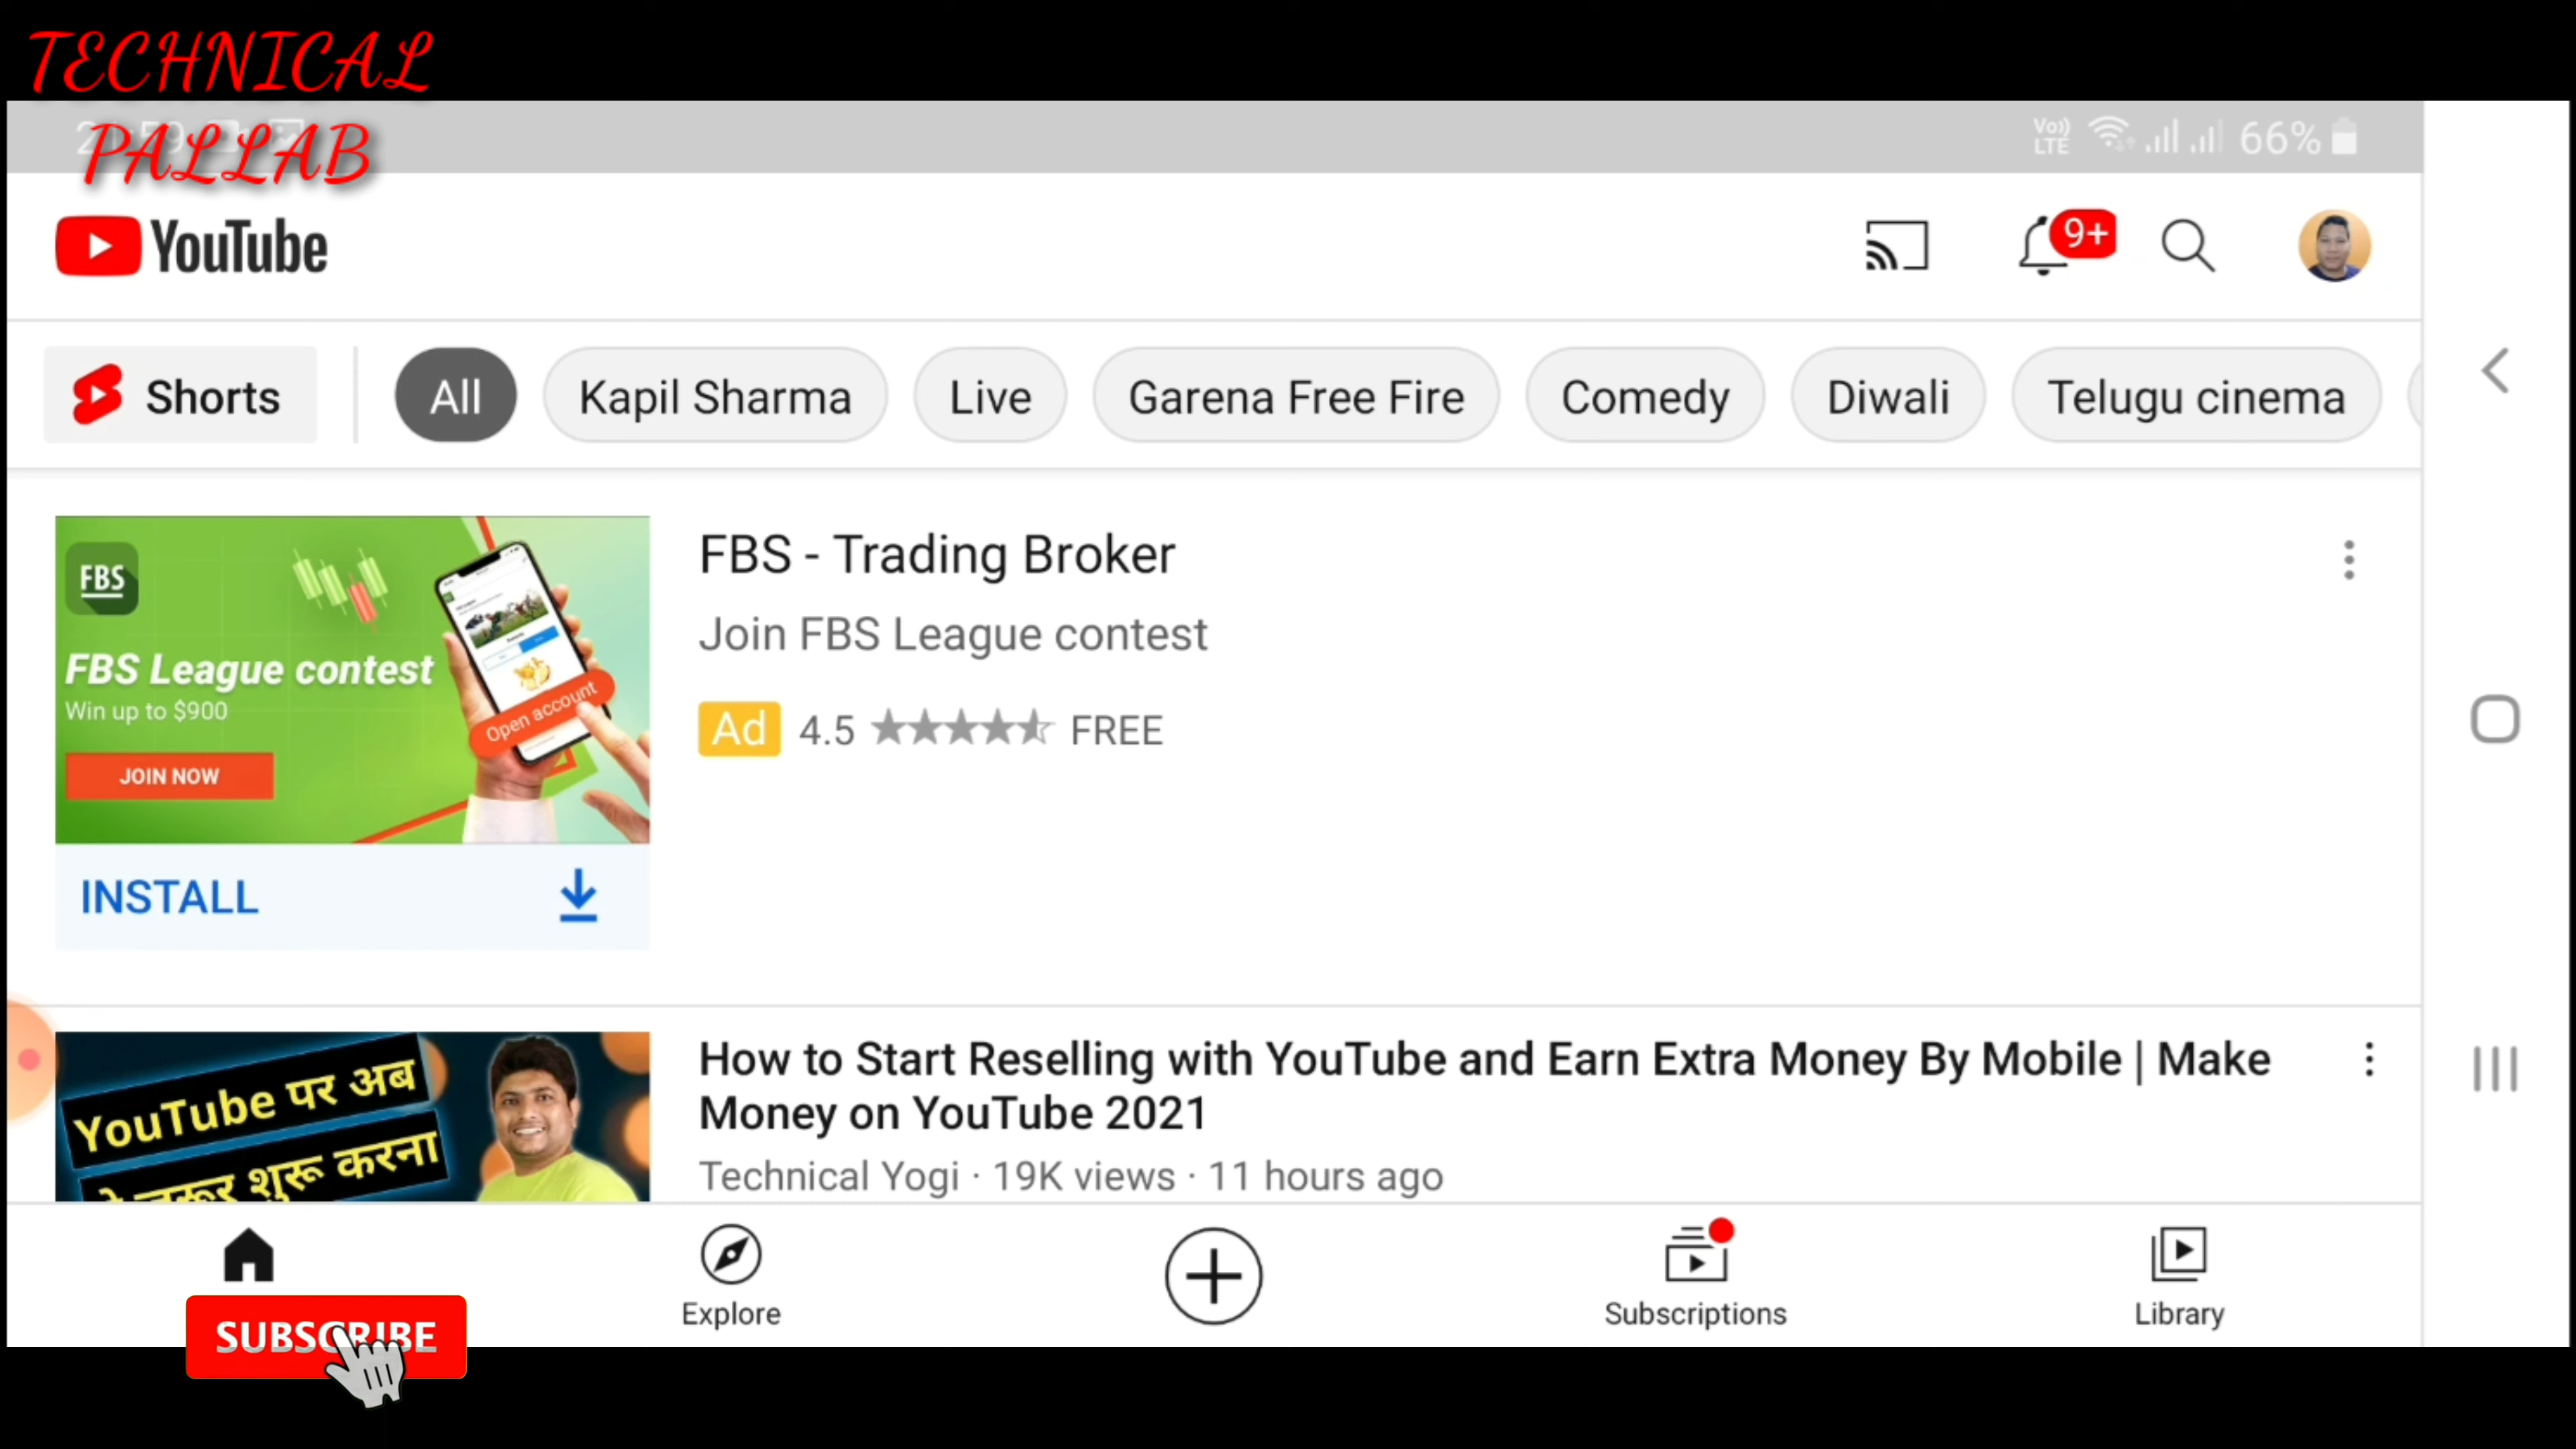 TECHNICAL
PALLAB
Vo)) LTE 66%
YouTube
9+
Shorts
All
Kapil Sharma
Live
Garena Free Fire
Comedy
Diwali
Telugu cinema
FBS
FBS League contest
Win up to $900
JOIN NOW
Open account
INSTALL
FBS - Trading Broker
Join FBS League contest
Ad 4.5 FREE
YouTube पर अब
शुरू करना
How to Start Reselling with YouTube and Earn Extra Money By Mobile | Make
Money on YouTube 2021
Technical Yogi · 19K views · 11 hours ago
Explore
Subscriptions
Library
SUBSCRIBE